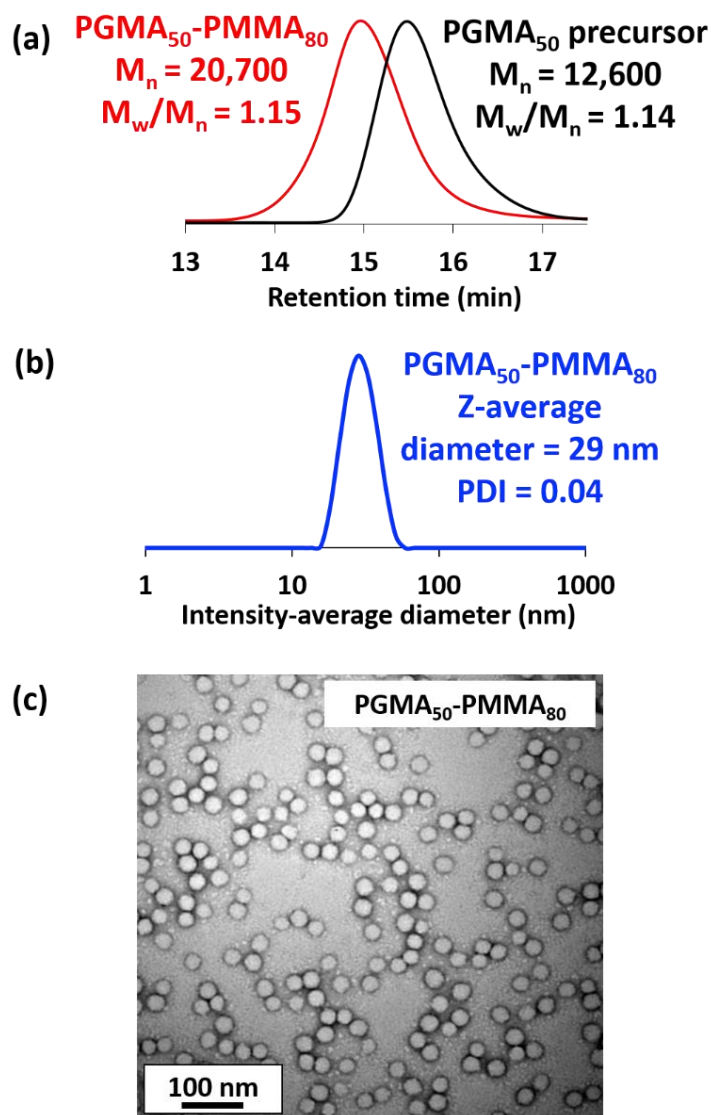 (a)
PGMA₅₀-PMMA₈₀
Mₙ = 20,700
M_w/Mₙ = 1.15
PGMA₅₀ precursor
Mₙ = 12,600
M_w/Mₙ = 1.14
13 14 15 16 17
Retention time (min)
(b)
PGMA₅₀-PMMA₈₀
Z-average
diameter = 29 nm
PDI = 0.04
1 10 100 1000
Intensity-average diameter (nm)
(c)
PGMA₅₀-PMMA₈₀
100 nm